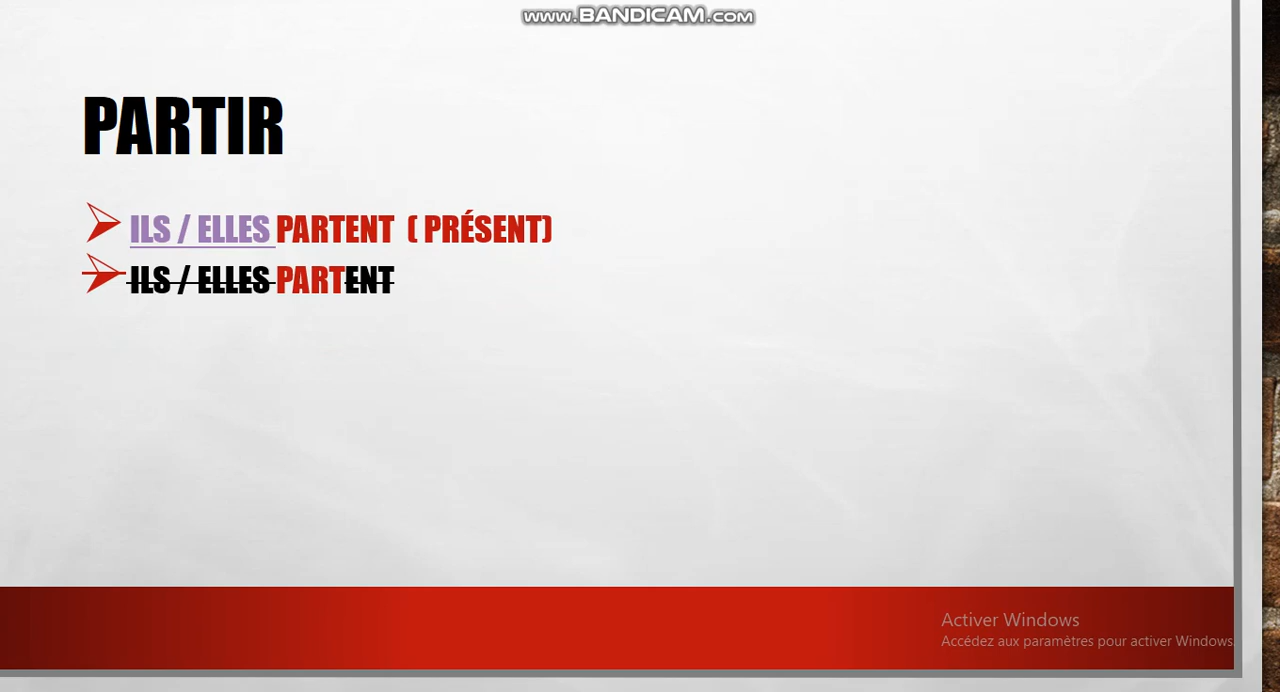 www.BANDICAM.com
PARTIR
ILS / ELLES PARTENT ( PRÉSENT)
ILS / ELLES PARTENT
Activer Windows
Accédez aux paramètres pour activer Windows.